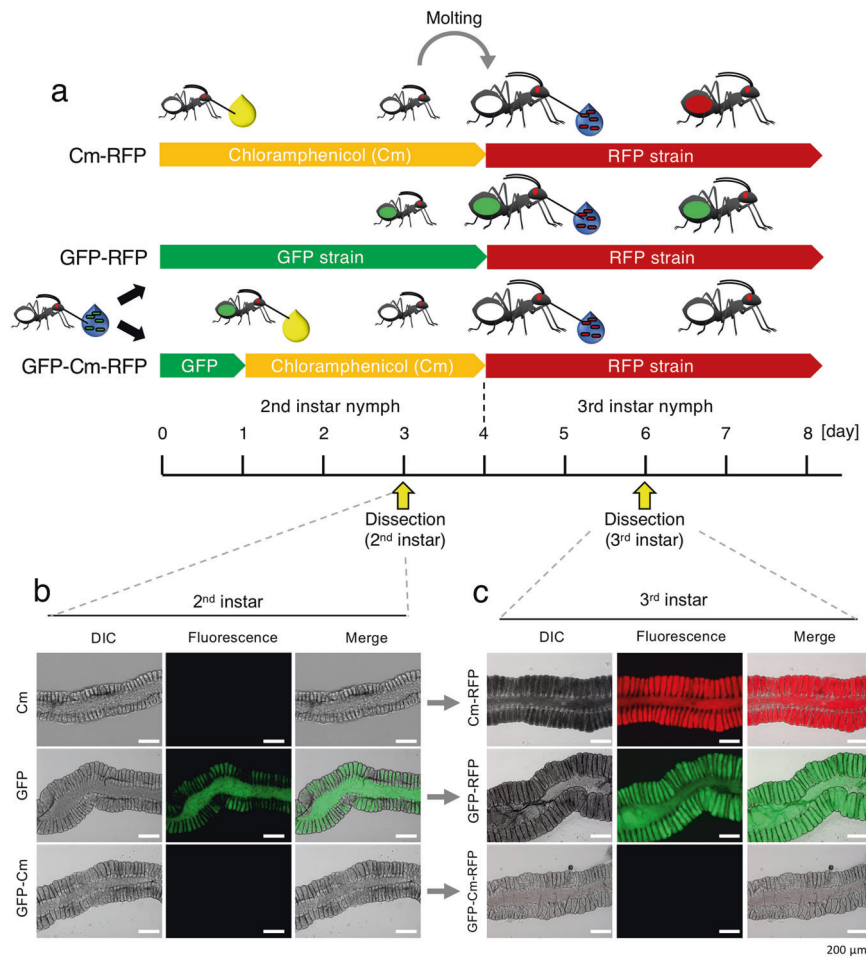 Molting
a
Cm-RFP
Chloramphenicol (Cm)
RFP strain
GFP-RFP
GFP strain
RFP strain
GFP-Cm-RFP
GFP
Chloramphenicol (Cm)
RFP strain
2nd instar nymph
3rd instar nymph
0 1 2 3 4 5 6 7 8 [day]
Dissection
(2nd instar)
Dissection
(3rd instar)
b
2nd instar
DIC Fluorescence Merge
Cm
GFP
GFP-Cm
c
3rd instar
DIC Fluorescence Merge
Cm-RFP
GFP-RFP
GFP-Cm-RFP
200 μm